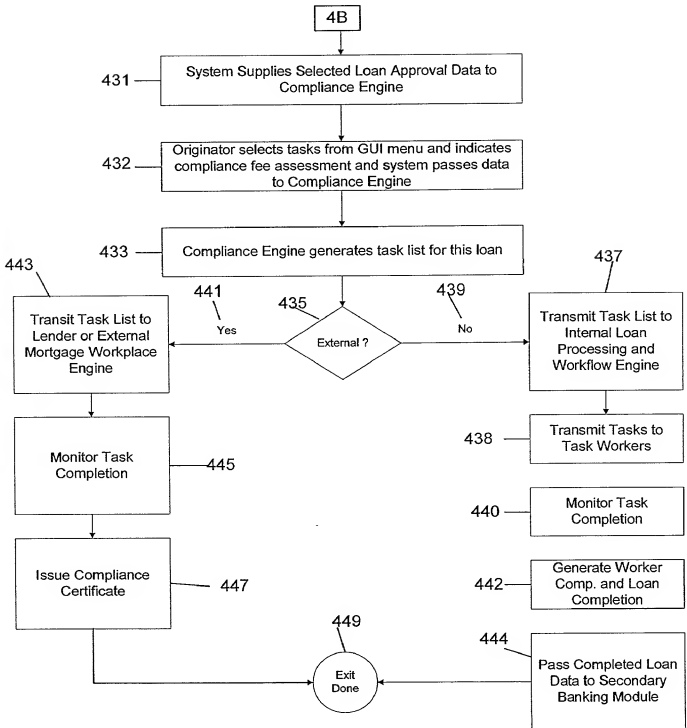 4B
431
System Supplies Selected Loan Approval Data to
Compliance Engine
432
Originator selects tasks from GUI menu and indicates
compliance fee assessment and system passes data
to Compliance Engine
433
Compliance Engine generates task list for this loan
443
441
435
439
437
Transit Task List to
Lender or External
Mortgage Workplace
Engine
Yes
External ?
No
Transmit Task List to
Internal Loan
Processing and
Workflow Engine
438
Transmit Tasks to
Task Workers
Monitor Task
Completion
445
440
Monitor Task
Completion
Issue Compliance
Certificate
447
442
Generate Worker
Comp. and Loan
Completion
449
Exit
Done
444
Pass Completed Loan
Data to Secondary
Banking Module